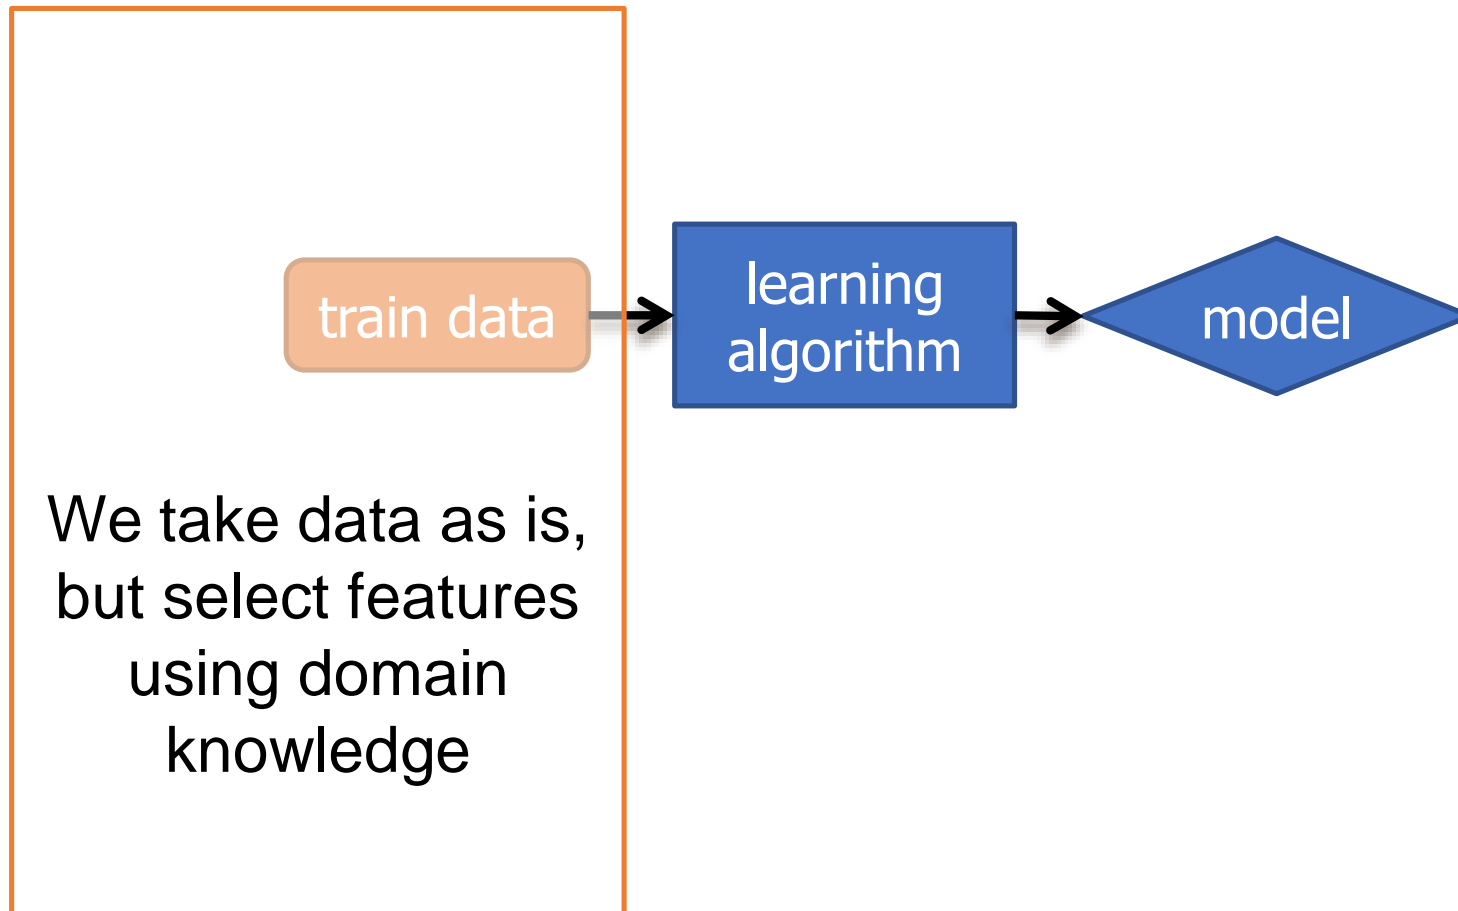 train data
learning
algorithm
model
We take data as is,
but select features
using domain
knowledge